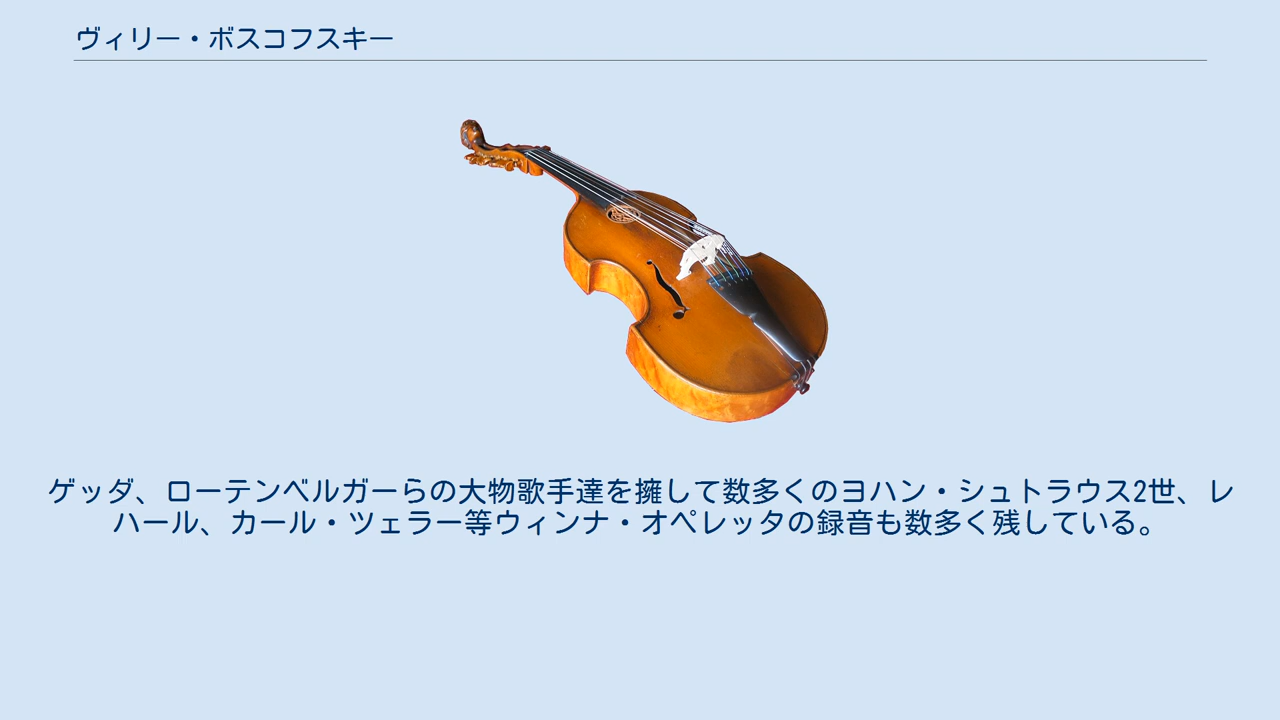 ヴィリー・ボスコフスキー
ゲッダ、ローテンベルガーらの大物歌手達を擁して数多くのヨハン・シュトラウス2世、レ
ハール、カール・ツェラー等ウィンナ・オペレッタの録音も数多く残している。